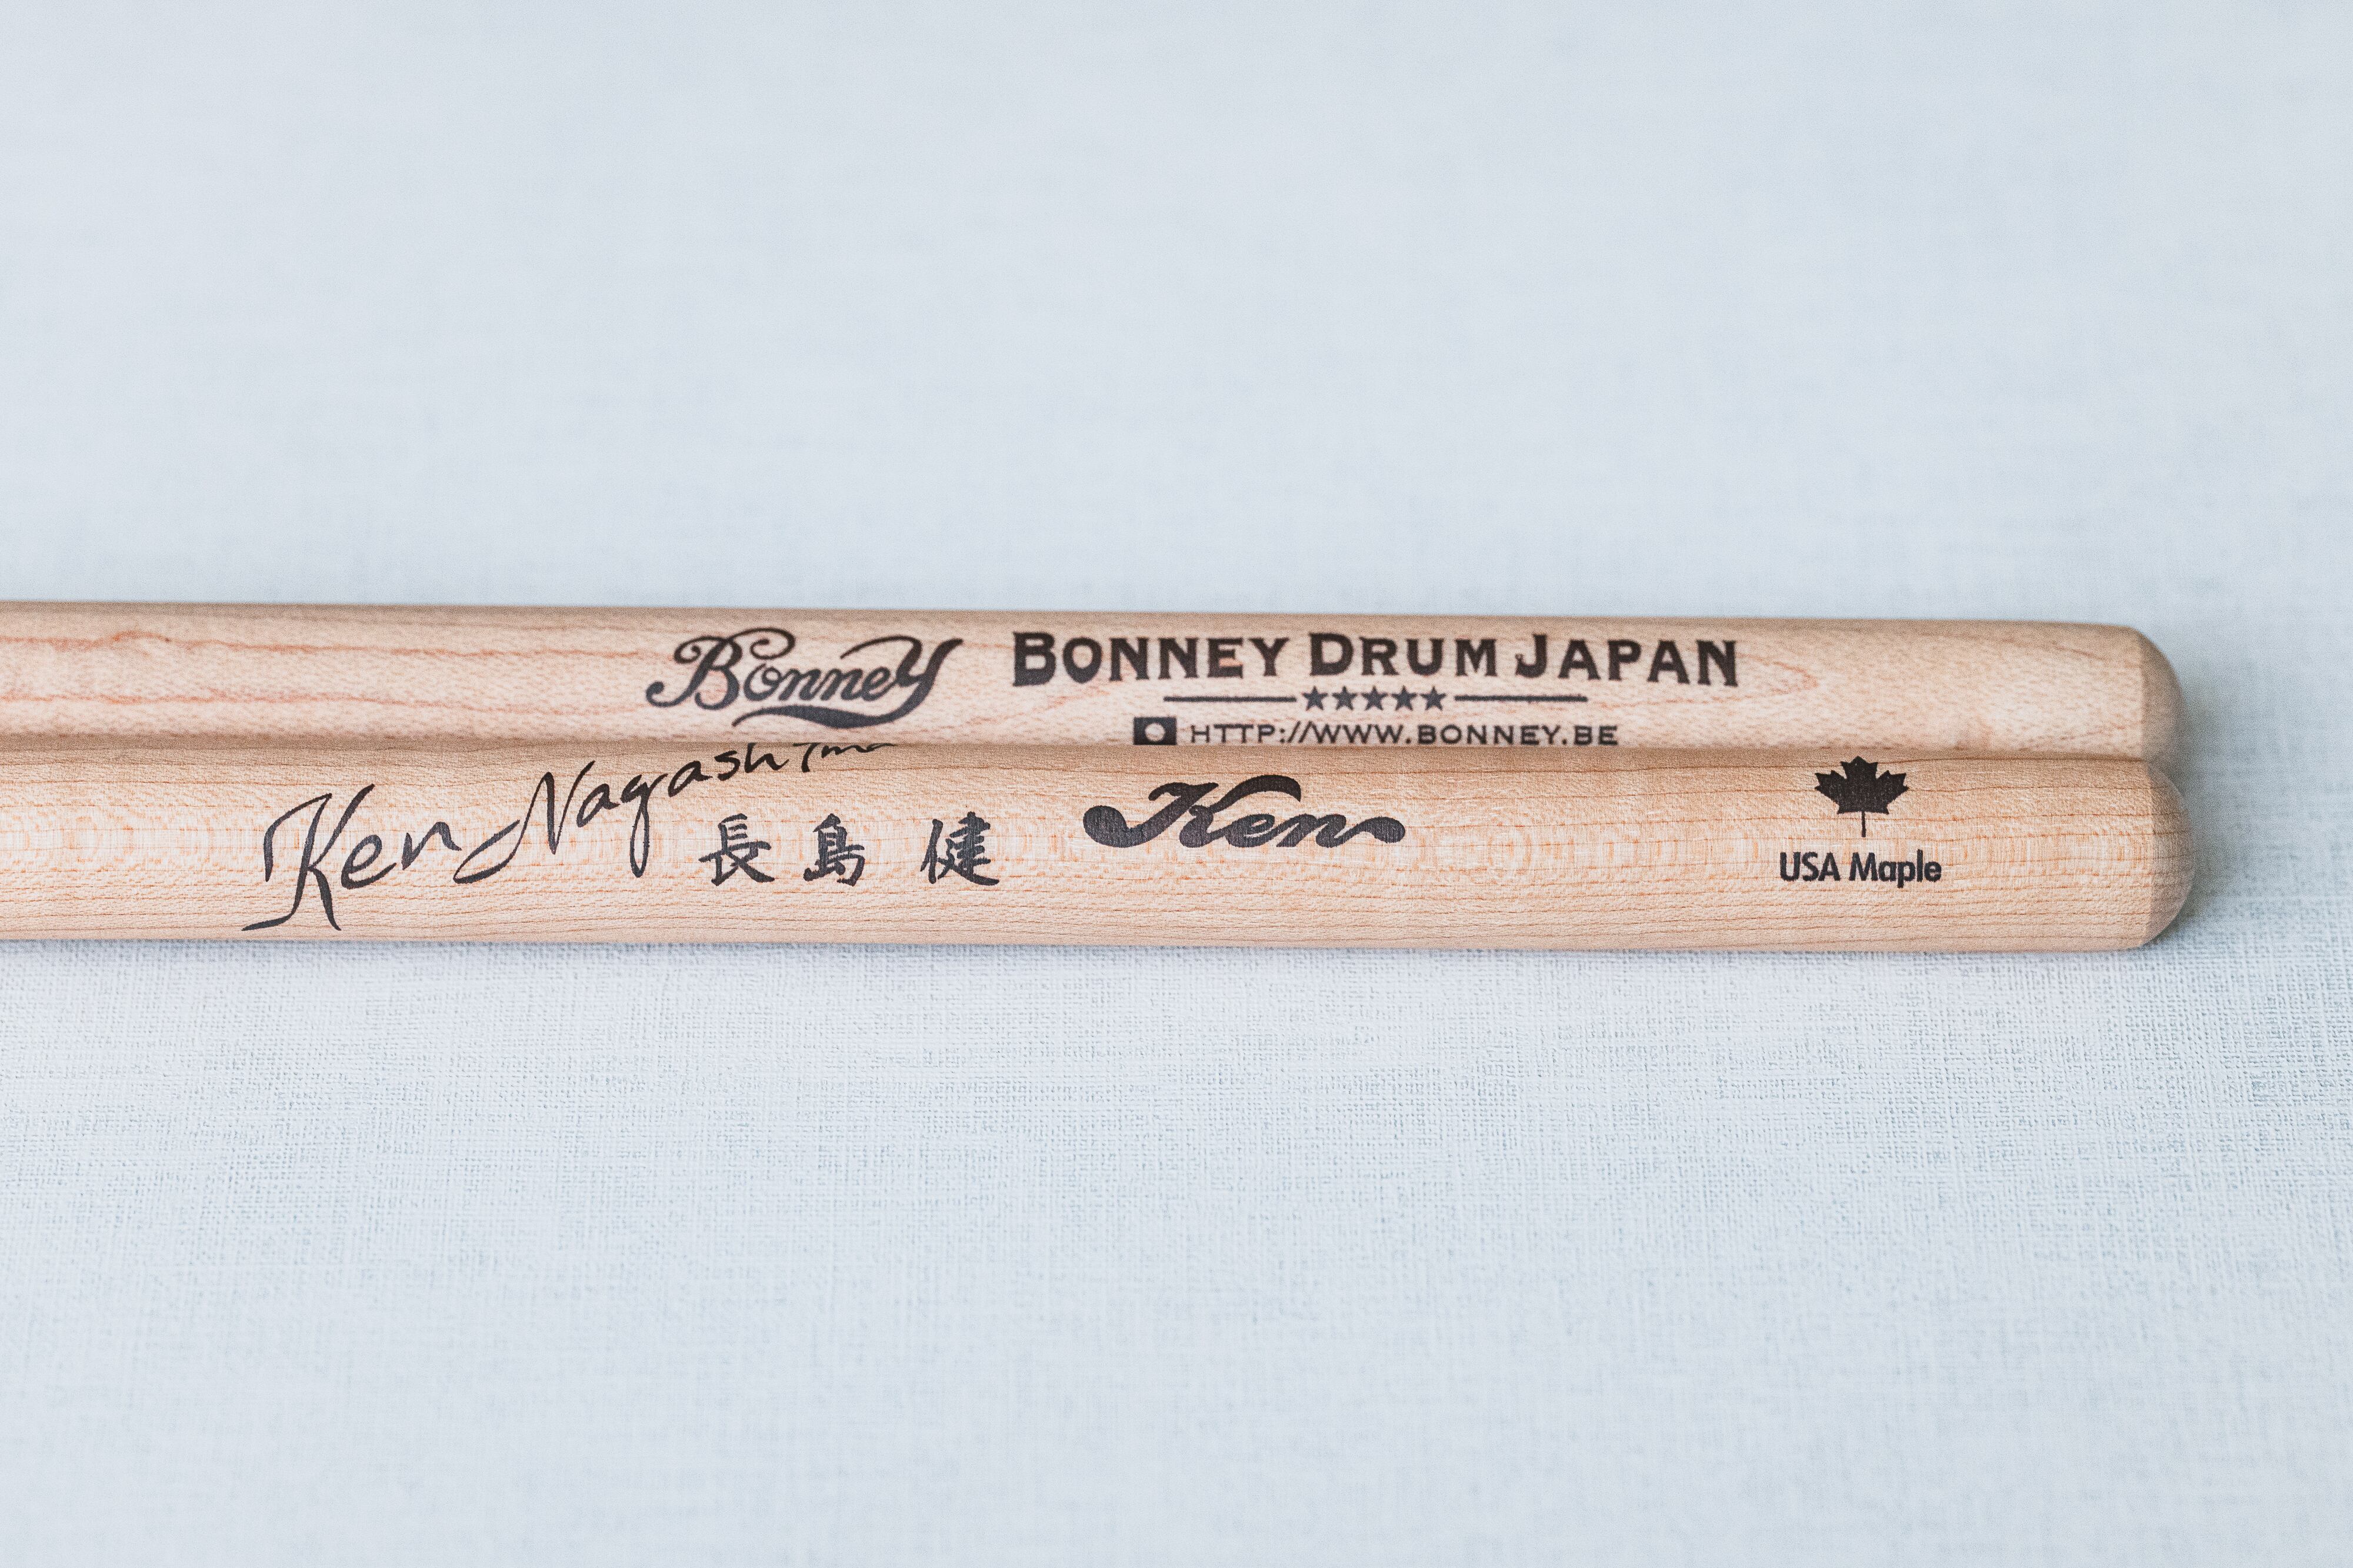 Bonney
BONNEY DRUM JAPAN
★★★★★
HTTP://WWW.BONNEY.BE
Ken Nagashima
長島 健
Ken
USA Maple